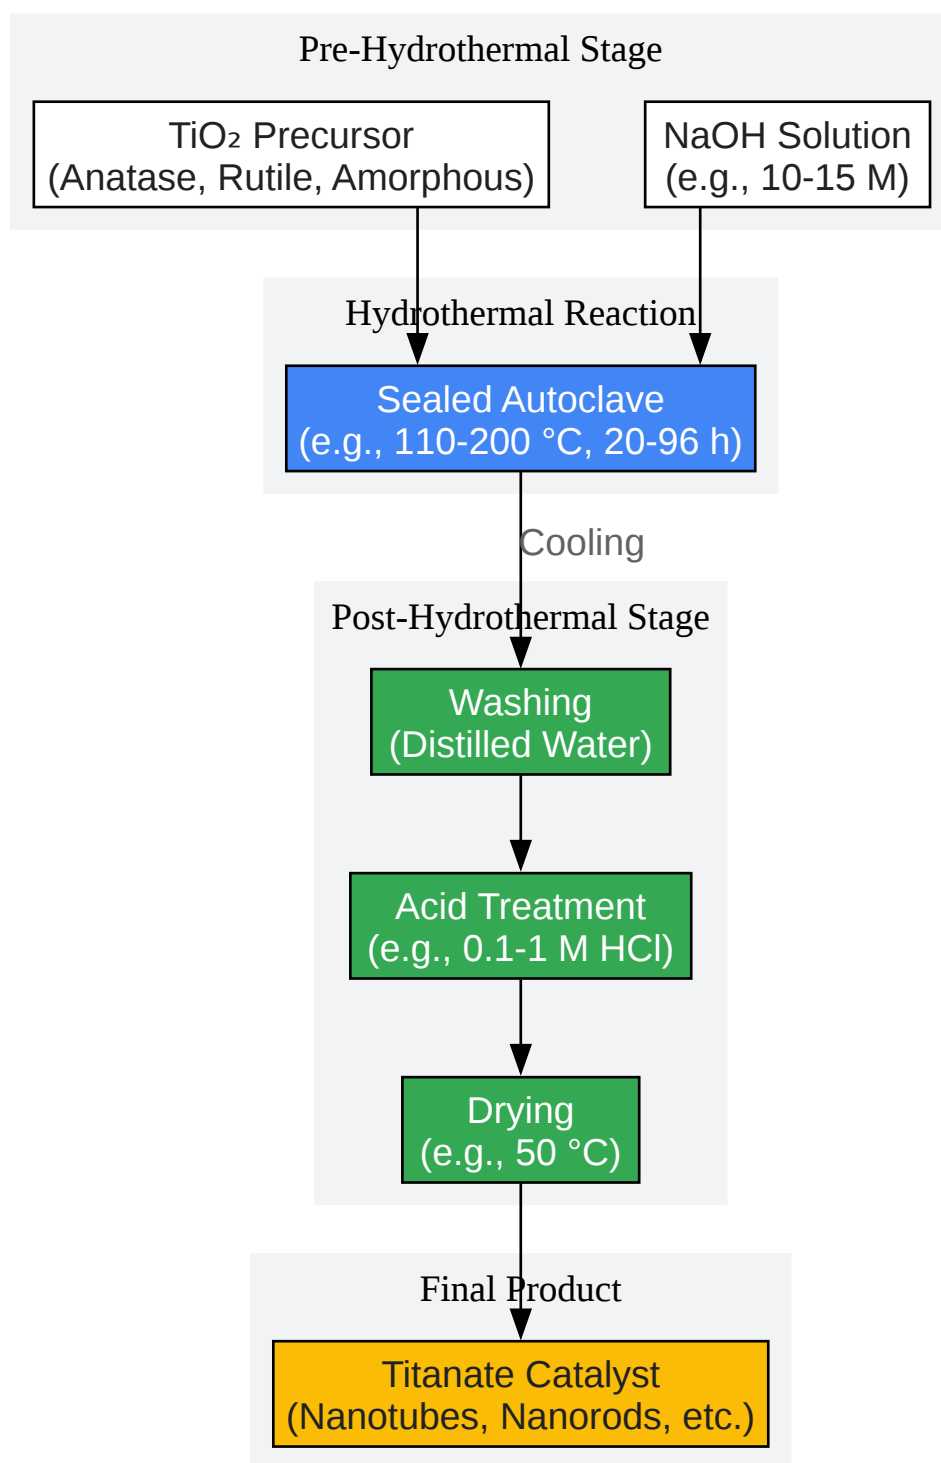 Pre-Hydrothermal Stage
TiO₂ Precursor
(Anatase, Rutile, Amorphous)
NaOH Solution
(e.g., 10-15 M)
Hydrothermal Reaction
Sealed Autoclave
(e.g., 110-200 °C, 20-96 h)
Cooling
Post-Hydrothermal Stage
Washing
(Distilled Water)
Acid Treatment
(e.g., 0.1-1 M HCl)
Drying
(e.g., 50 °C)
Final Product
Titanate Catalyst
(Nanotubes, Nanorods, etc.)